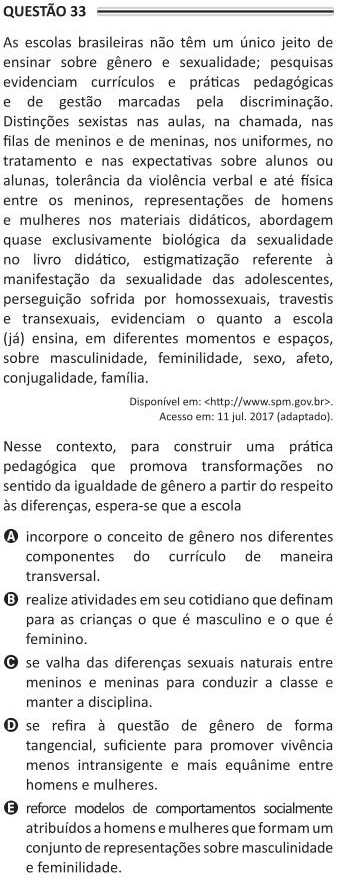 QUESTÃO 33
As escolas brasileiras não têm um único jeito de
ensinar sobre gênero e sexualidade; pesquisas
evidenciam currículos e práticas pedagógicas
e de gestão marcadas pela discriminação.
Distinções sexistas nas aulas, na chamada, nas
filas de meninos e de meninas, nos uniformes, no
tratamento e nas expectativas sobre alunos ou
alunas, tolerância da violência verbal e até física
entre os meninos, representações de homens
e mulheres nos materiais didáticos, abordagem
quase exclusivamente biológica da sexualidade
no livro didático, estigmatização referente à
manifestação da sexualidade das adolescentes,
perseguição sofrida por homossexuais, travestis
e transexuais, evidenciam o quanto a escola
(já) ensina, em diferentes momentos e espaços,
sobre masculinidade, feminilidade, sexo, afeto,
conjugalidade, família.
Disponível em: <http://www.spm.gov.br>.
Acesso em: 11 jul. 2017 (adaptado).
Nesse contexto, para construir uma prática
pedagógica que promova transformações no
sentido da igualdade de gênero a partir do respeito
às diferenças, espera-se que a escola
A incorpore o conceito de gênero nos diferentes
componentes do currículo de maneira
transversal.
B realize atividades em seu cotidiano que definam
para as crianças o que é masculino e o que é
feminino.
C se valha das diferenças sexuais naturais entre
meninos e meninas para conduzir a classe e
manter a disciplina.
D se refira à questão de gênero de forma
tangencial, suficiente para promover vivência
menos intransigente e mais equânime entre
homens e mulheres.
E reforce modelos de comportamentos socialmente
atribuídos a homens e mulheres que formam um
conjunto de representações sobre masculinidade
e feminilidade.